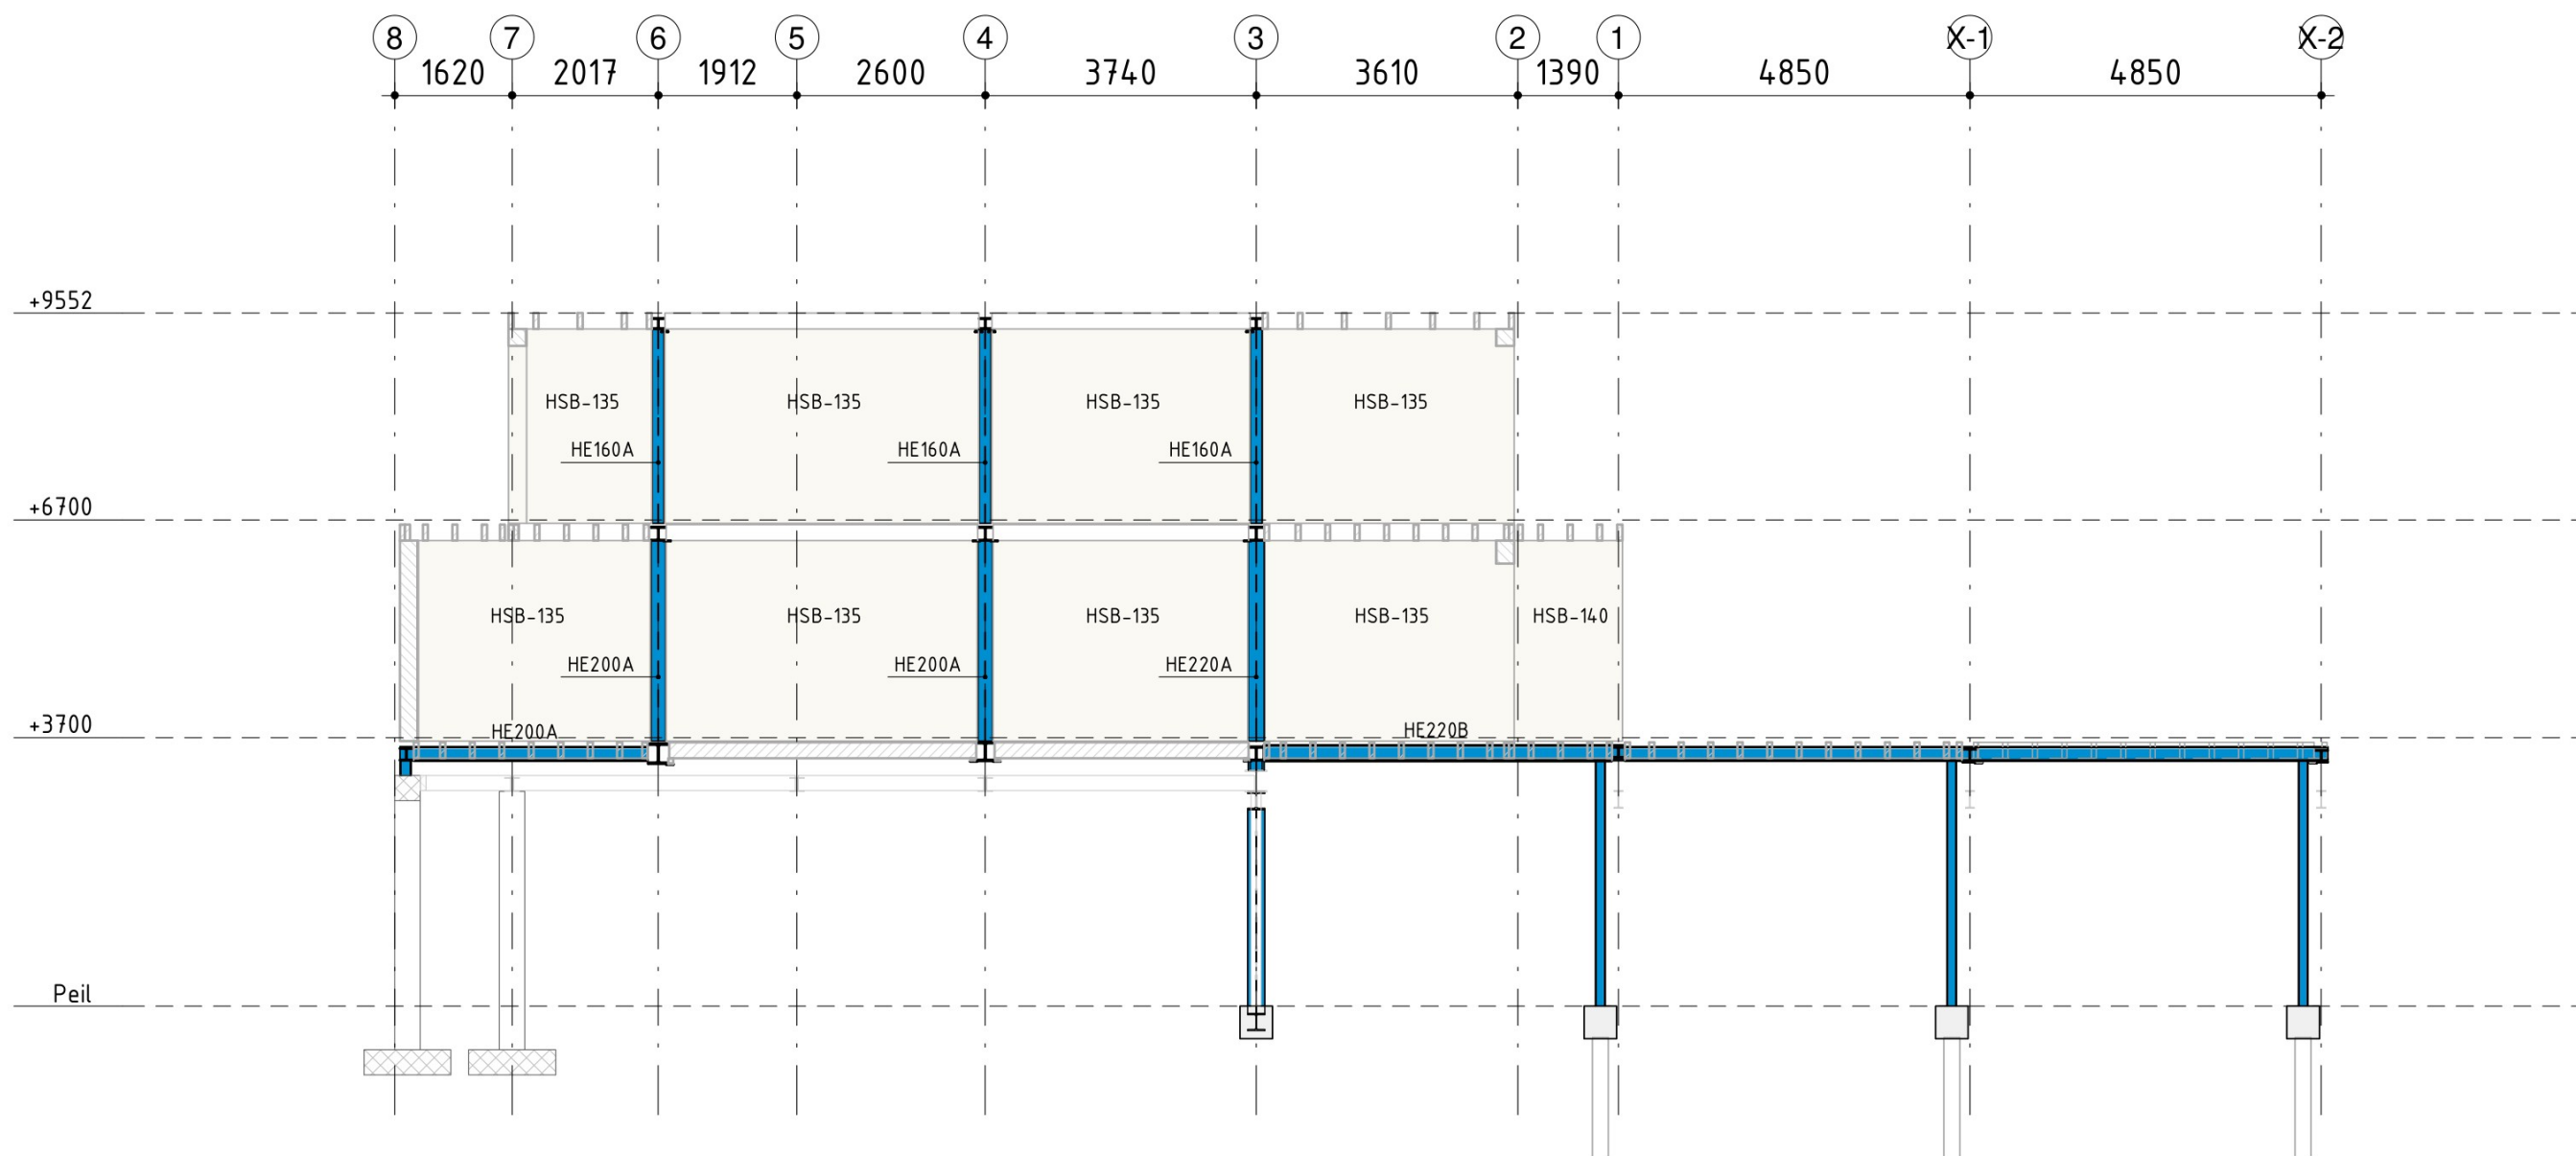 8 7 6 5 4 3 2 1 X-1 X-2
1620 2017 1912 2600 3740 3610 1390 4850 4850
+9552
HSB-135 HSB-135 HSB-135 HSB-135
HE160A HE160A HE160A
+6700
HSB-135 HSB-135 HSB-135 HSB-135 HSB-140
HE200A HE200A HE220A
+3700
HE200A HE220B
Peil